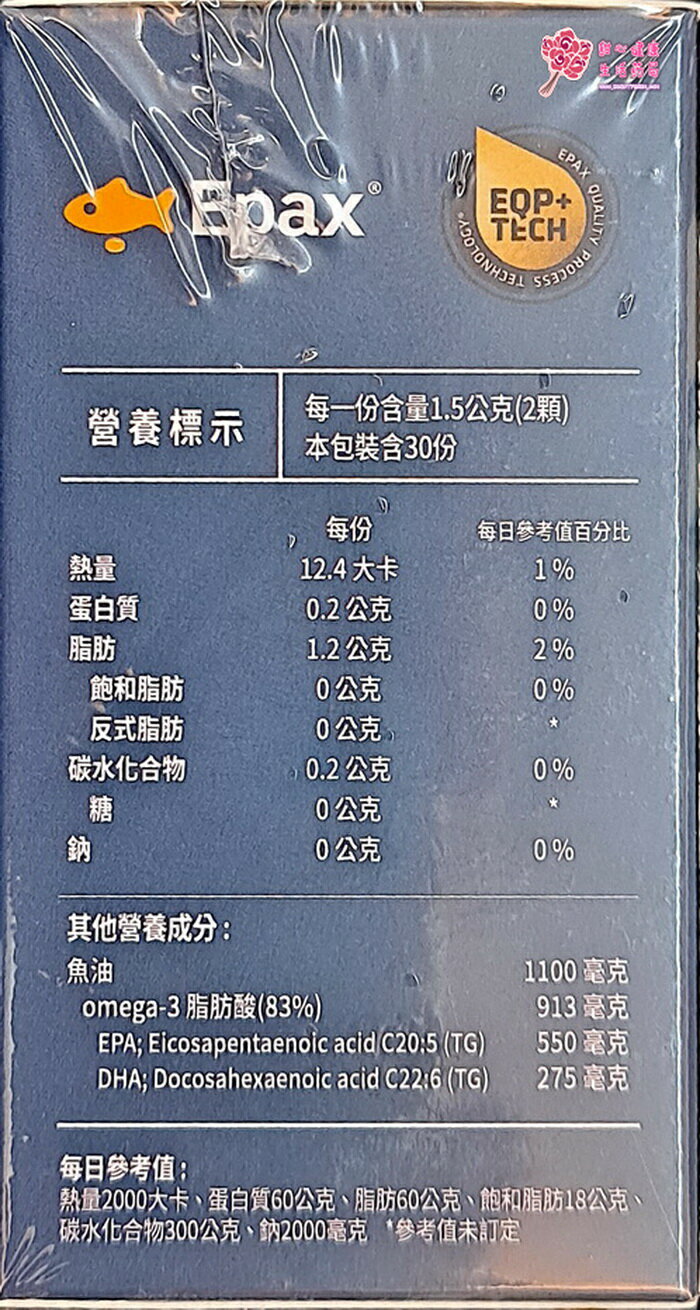 甜心健康
生活藥局
Epax®
EQP+
TECH
EPAX QUALITY PROCESS TECHNOLOGY®
營養標示
每一份含量1.5公克(2顆)
本包裝含30份
每份 每日參考值百分比
熱量 12.4 大卡 1%
蛋白質 0.2 公克 0%
脂肪 1.2 公克 2%
飽和脂肪 0 公克 0%
反式脂肪 0 公克 *
碳水化合物 0.2 公克 0%
糖 0 公克 *
鈉 0 公克 0%
其他營養成分:
魚油 1100 毫克
omega-3 脂肪酸(83%) 913 毫克
EPA; Eicosapentaenoic acid C20:5 (TG) 550 毫克
DHA; Docosahexaenoic acid C22:6 (TG) 275 毫克
每日參考值:
熱量2000大卡、蛋白質60公克、脂肪60公克、飽和脂肪18公克、
碳水化合物300公克、鈉2000毫克 *參考值未訂定